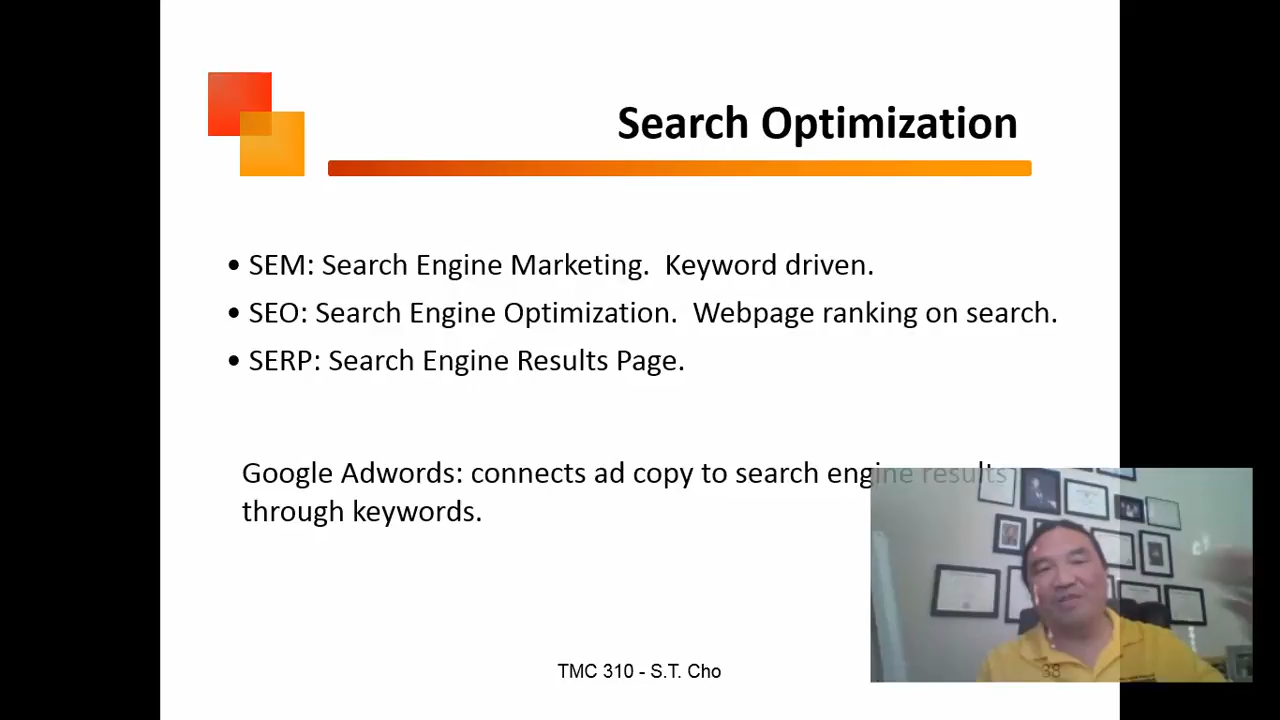 Search Optimization
• SEM: Search Engine Marketing.  Keyword driven.
• SEO: Search Engine Optimization.  Webpage ranking on search.
• SERP: Search Engine Results Page.
Google Adwords: connects ad copy to search engine results
through keywords.
TMC 310 - S.T. Cho
38